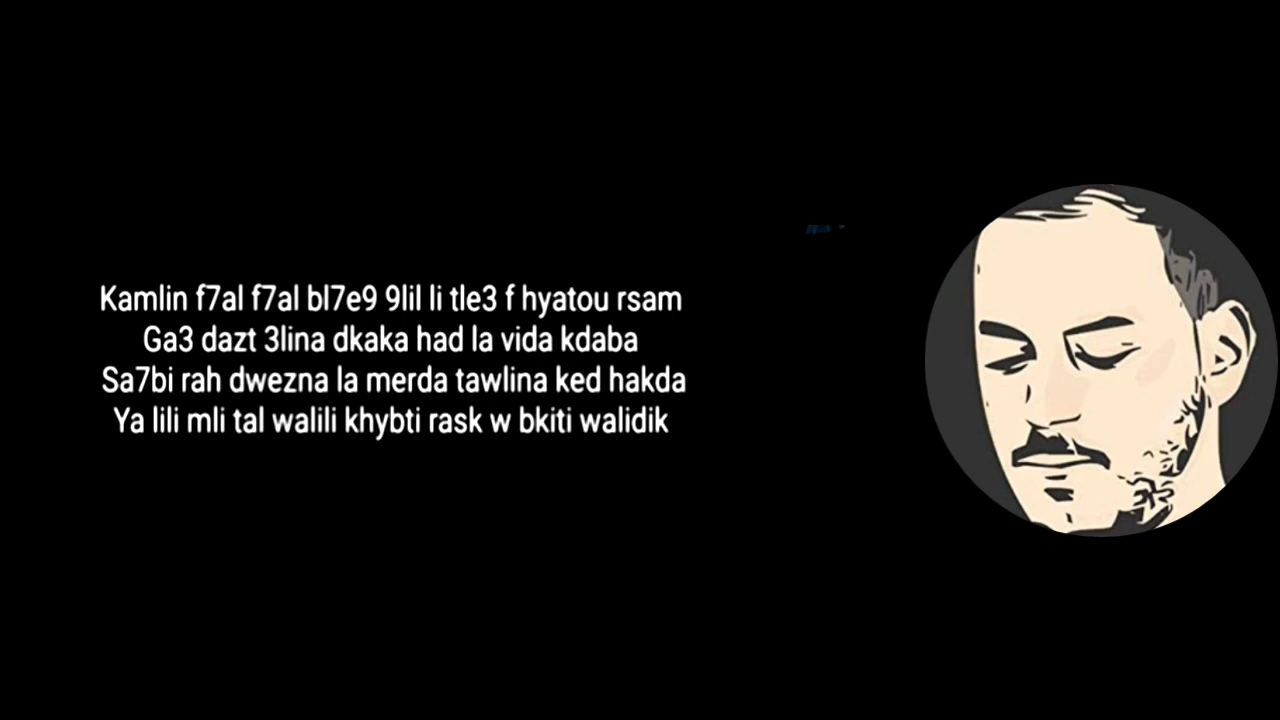 Kamlin f7al f7al bl7e9 9lil li tle3 f hyatou rsam
Ga3 dazt 3lina dkaka had la vida kdaba
Sa7bi rah dwezna la merda tawlina ked hakda
Ya lili mli tal walili khybti rask w bkiti walidik